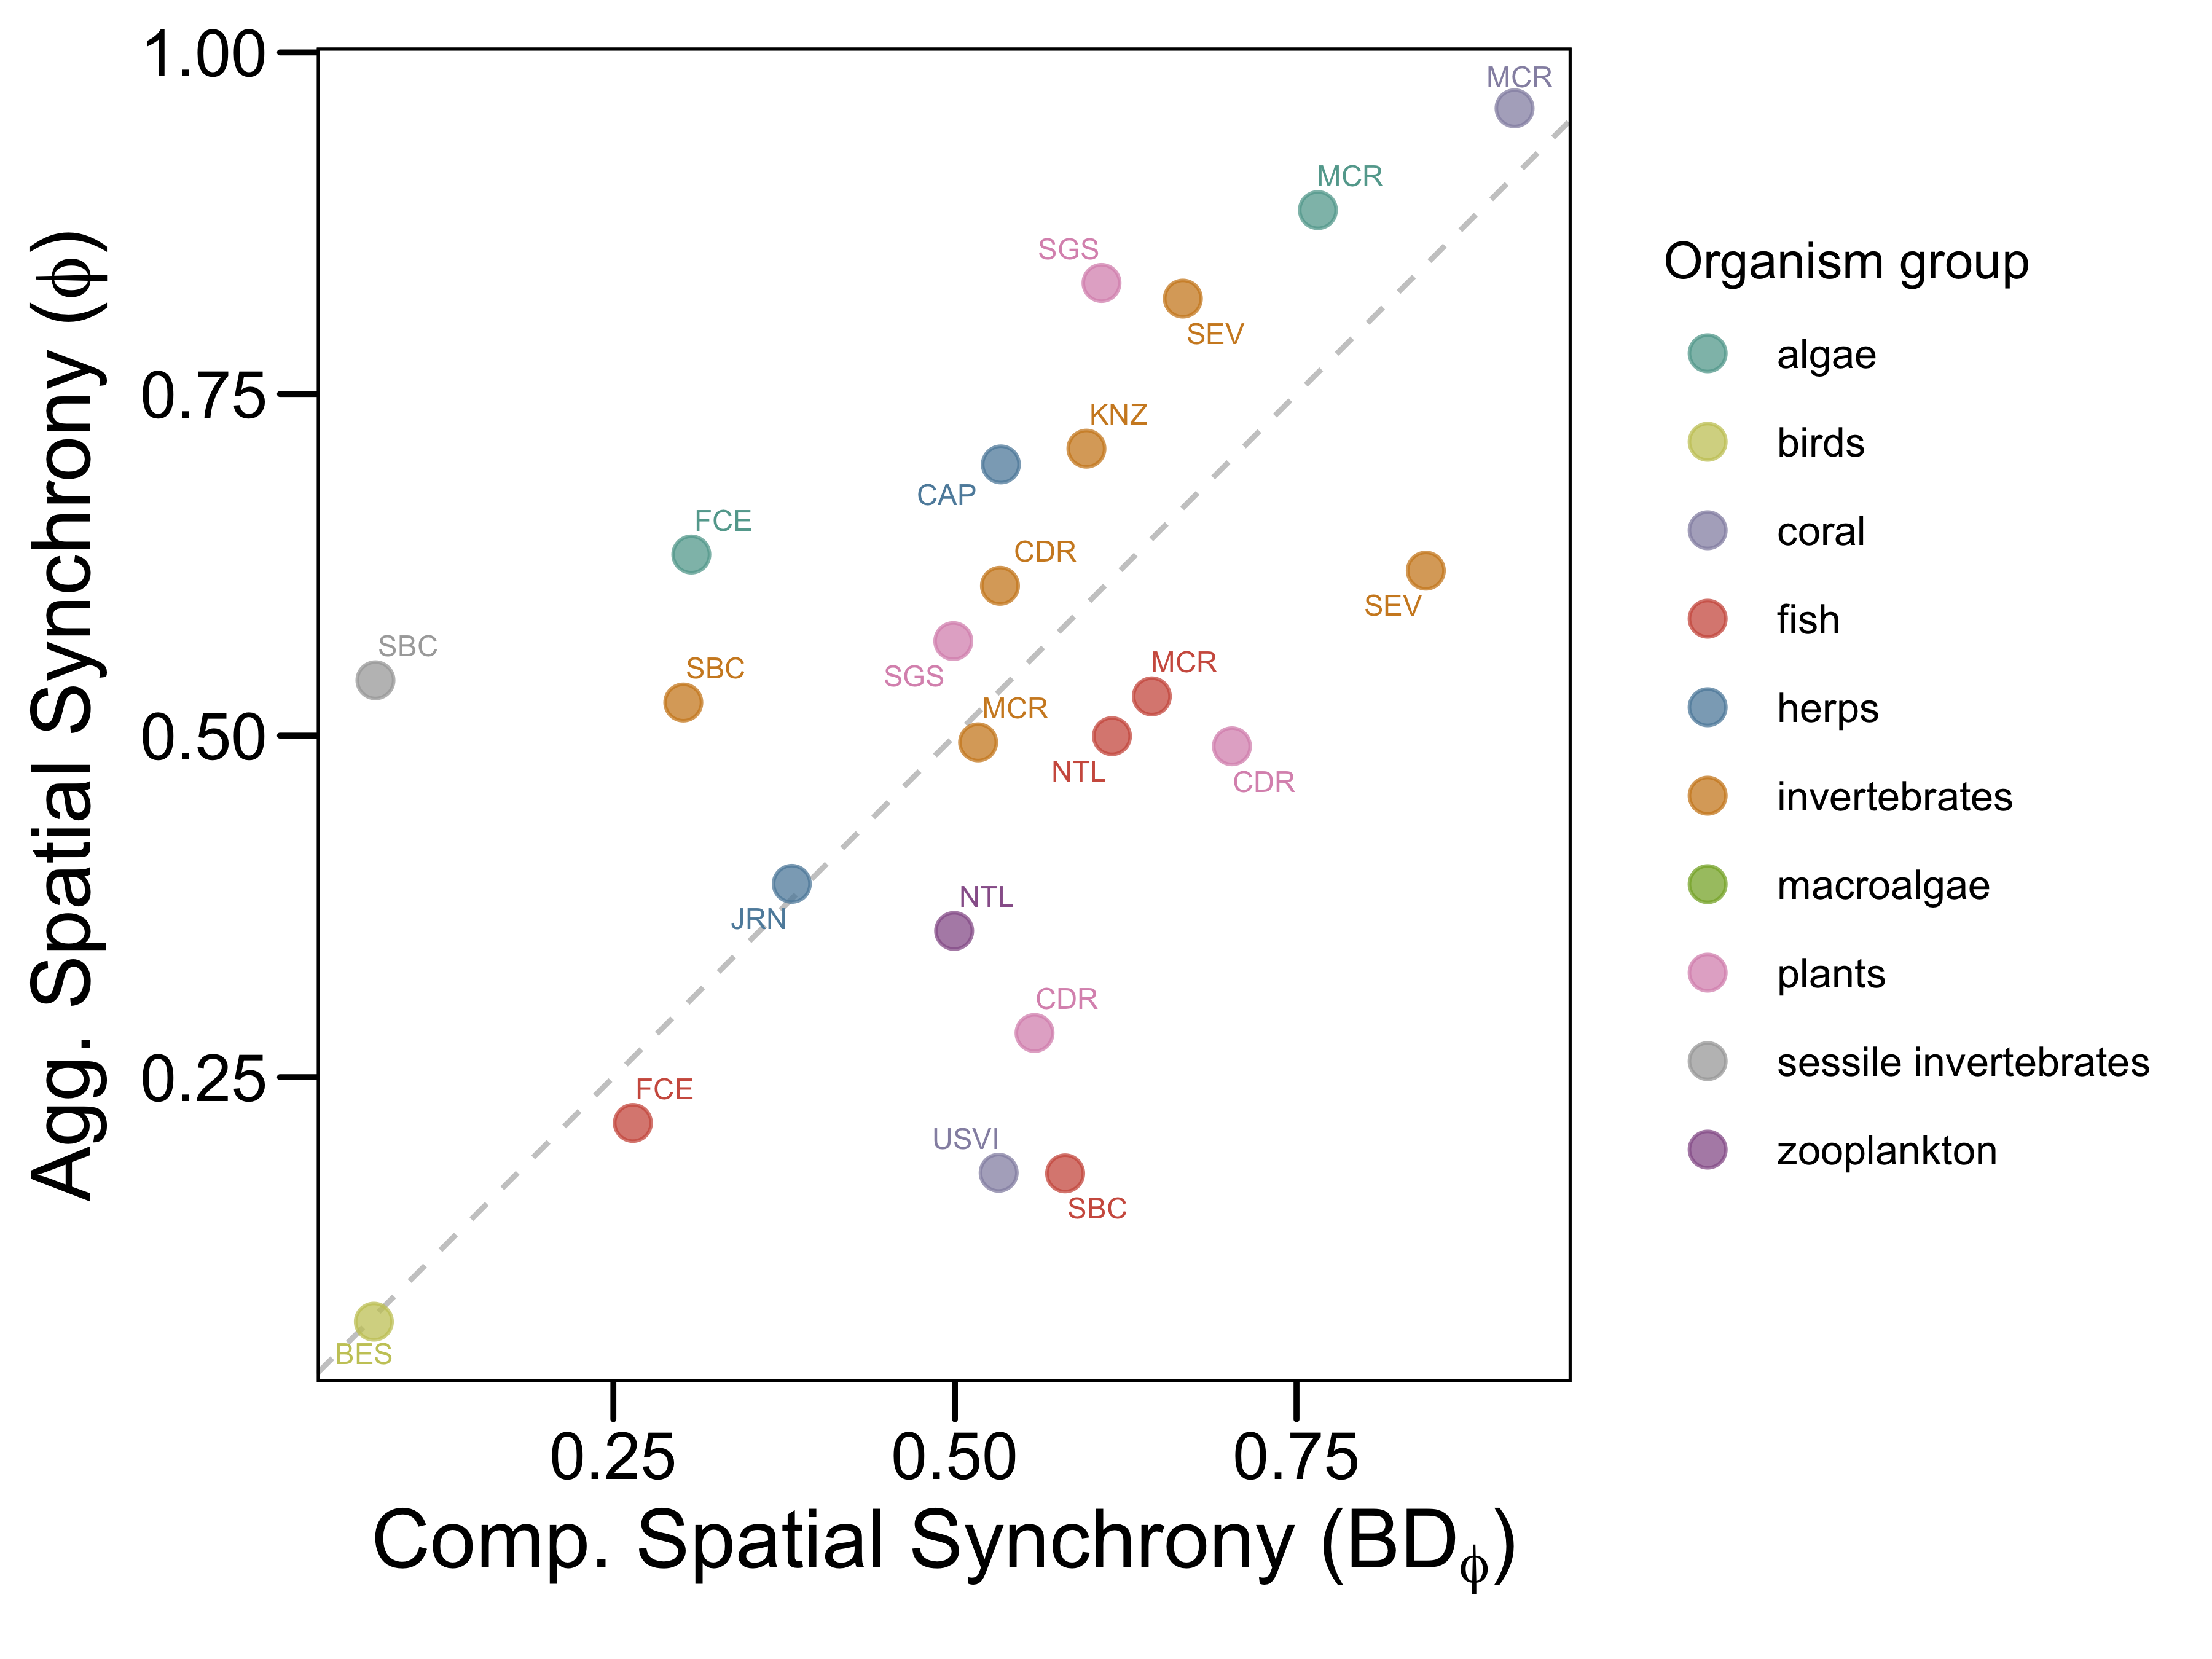 1.00
0.75
0.50
0.25
Agg. Spatial Synchrony (ϕ)
MCR
MCR
SGS
SEV
KNZ
CAP
FCE
CDR
SEV
SBC
SGS
SBC
MCR
MCR
NTL
CDR
JRN
NTL
CDR
FCE
USVI
SBC
BES
0.25
0.50
0.75
Comp. Spatial Synchrony (BDϕ)
Organism group
algae
birds
coral
fish
herps
invertebrates
macroalgae
plants
sessile invertebrates
zooplankton